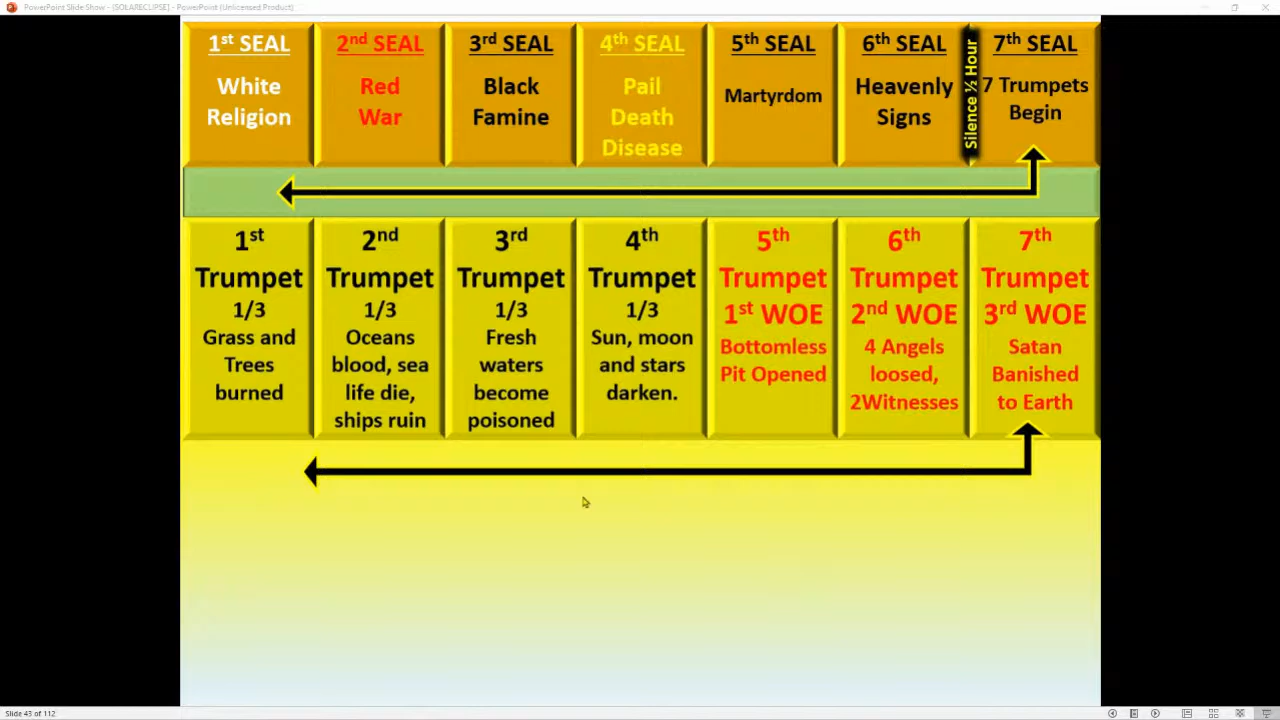 PowerPoint Slide Show - [SOLARECLIPSE] - PowerPoint (Unlicensed Product)
1st SEAL
White
Religion
2nd SEAL
Red
War
3rd SEAL
Black
Famine
4th SEAL
Pail
Death
Disease
5th SEAL
Martyrdom
6th SEAL
Heavenly
Signs
Silence ½ Hour
7th SEAL
7 Trumpets
Begin
1st
Trumpet
1/3
Grass and
Trees
burned
2nd
Trumpet
1/3
Oceans
blood, sea
life die,
ships ruin
3rd
Trumpet
1/3
Fresh
waters
become
poisoned
4th
Trumpet
1/3
Sun, moon
and stars
darken.
5th
Trumpet
1st WOE
Bottomless
Pit Opened
6th
Trumpet
2nd WOE
4 Angels
loosed,
2Witnesses
7th
Trumpet
3rd WOE
Satan
Banished
to Earth
Slide 43 of 112